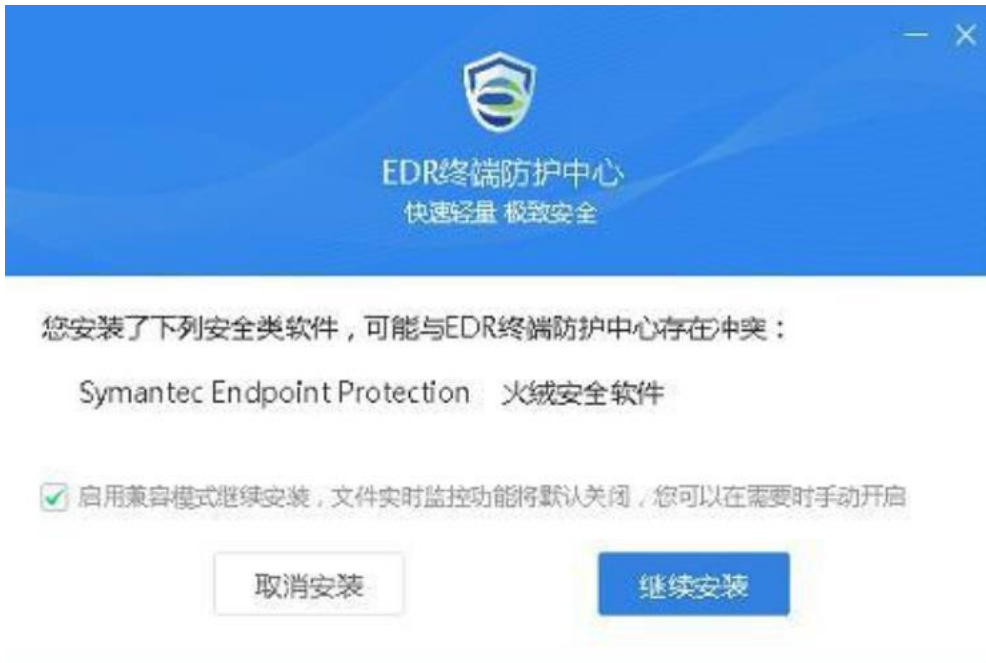 EDR终端防护中心
快速轻量 极致安全
您安装了下列安全类软件，可能与EDR终端防护中心存在冲突：
Symantec Endpoint Protection 火绒安全软件
启用兼容模式继续安装，文件实时监控功能将默认关闭，您可以在需要时手动开启
取消安装 继续安装